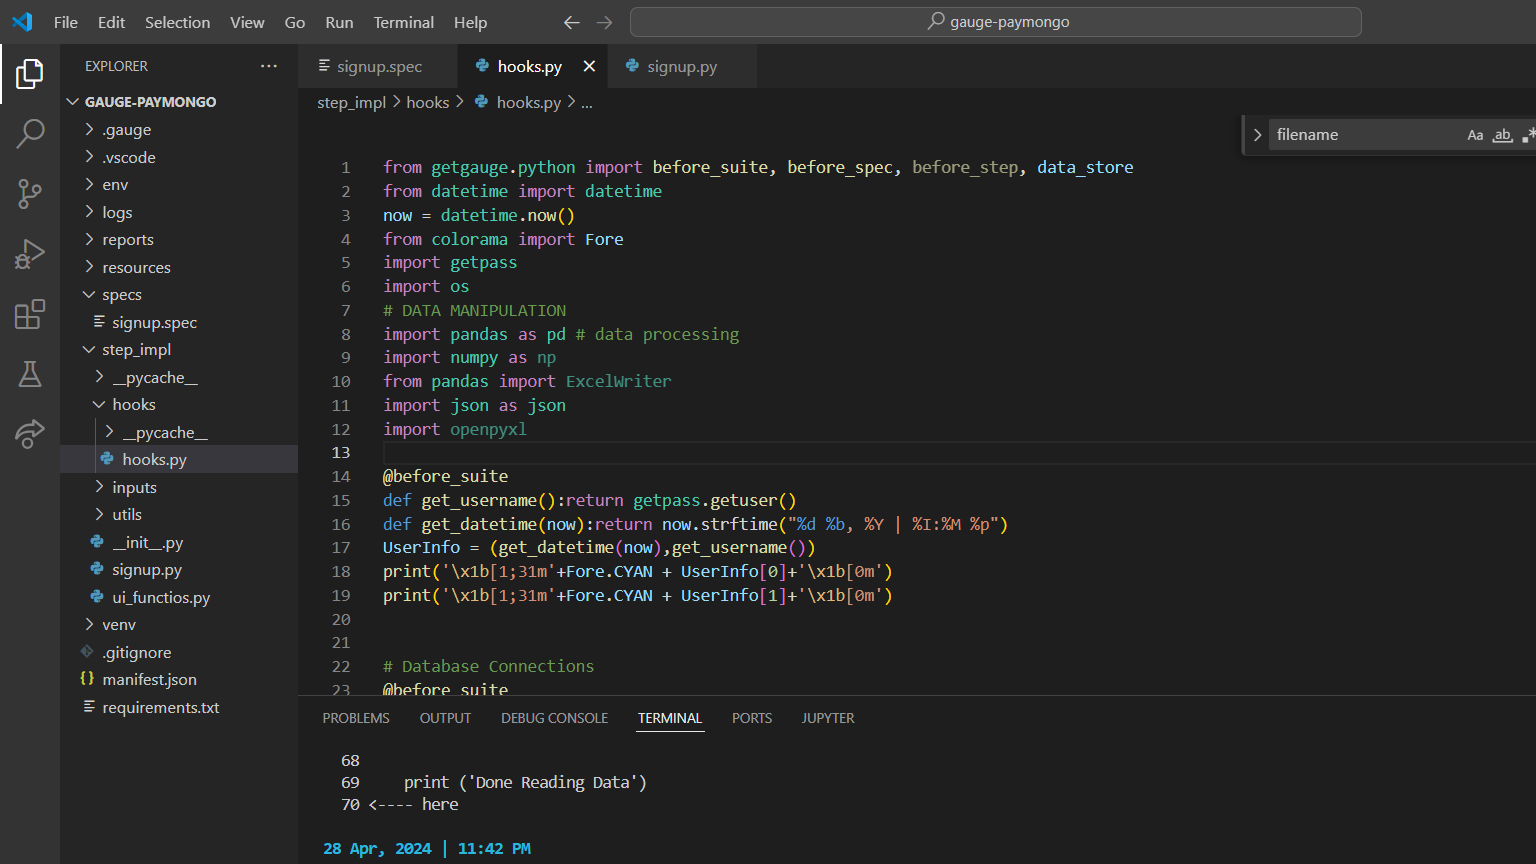 File Edit Selection View Go Run Terminal Help
gauge-paymongo
EXPLORER ...
signup.spec
hooks.py
signup.py
GAUGE-PAYMONGO
.gauge
.vscode
env
logs
reports
resources
specs
signup.spec
step_impl
__pycache__
hooks
__pycache__
hooks.py
inputs
utils
__init__.py
signup.py
ui_functios.py
venv
.gitignore
manifest.json
requirements.txt
step_impl > hooks > hooks.py > ...
filename Aa ab .*
1 from getgauge.python import before_suite, before_spec, before_step, data_store
2 from datetime import datetime
3 now = datetime.now()
4 from colorama import Fore
5 import getpass
6 import os
7 # DATA MANIPULATION
8 import pandas as pd # data processing
9 import numpy as np
10 from pandas import ExcelWriter
11 import json as json
12 import openpyxl
13
14 @before_suite
15 def get_username():return getpass.getuser()
16 def get_datetime(now):return now.strftime("%d %b, %Y | %I:%M %p")
17 UserInfo = (get_datetime(now),get_username())
18 print('\x1b[1;31m'+Fore.CYAN + UserInfo[0]+'\x1b[0m')
19 print('\x1b[1;31m'+Fore.CYAN + UserInfo[1]+'\x1b[0m')
20
21
22 # Database Connections
23 @before_suite
PROBLEMS OUTPUT DEBUG CONSOLE TERMINAL PORTS JUPYTER
68
69 print ('Done Reading Data')
70 <---- here
28 Apr, 2024 | 11:42 PM